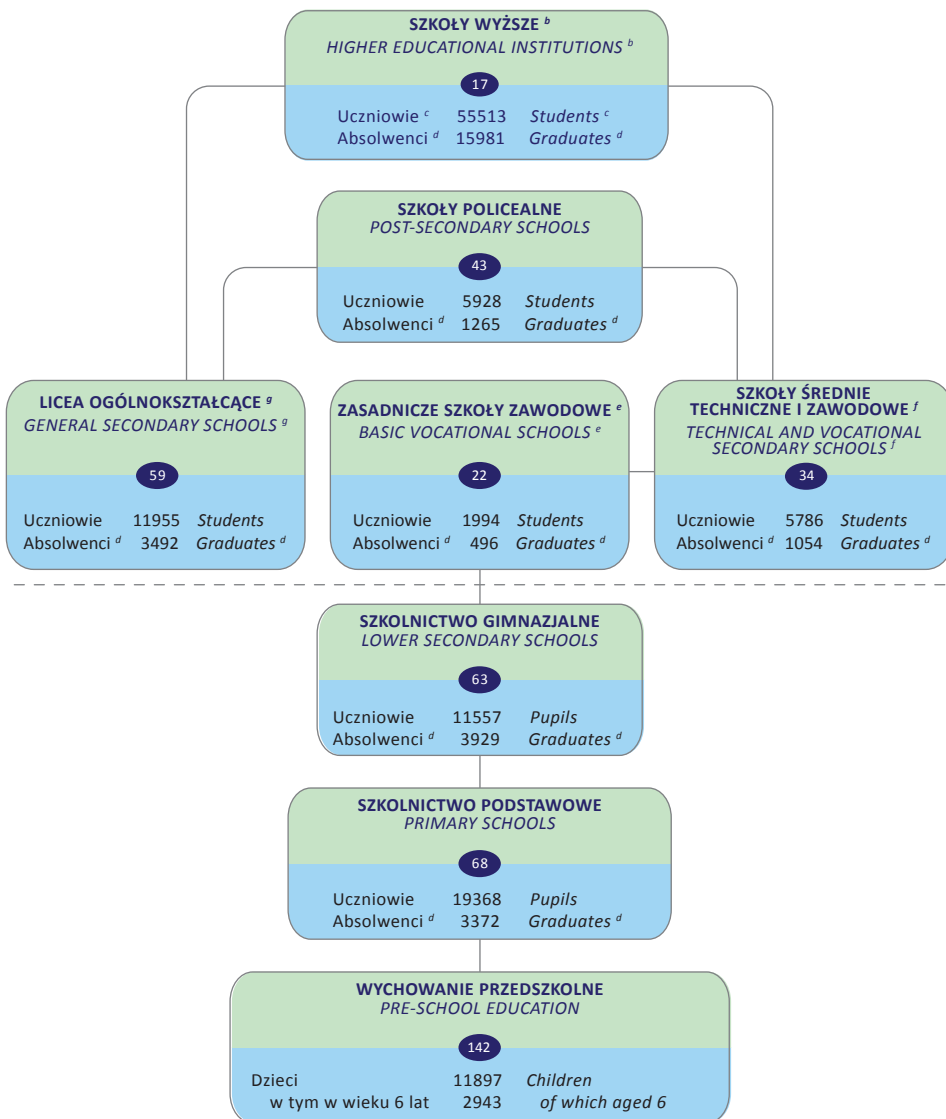 SZKOŁY WYŻSZE b
HIGHER EDUCATIONAL INSTITUTIONS b
17
Uczniowie c 55513 Students c
Absolwenci d 15981 Graduates d
SZKOŁY POLICEALNE
POST-SECONDARY SCHOOLS
43
Uczniowie 5928 Students
Absolwenci d 1265 Graduates d
LICEA OGÓLNOKSZTAŁCĄCE g
GENERAL SECONDARY SCHOOLS g
59
Uczniowie 11955 Students
Absolwenci d 3492 Graduates d
ZASADNICZE SZKOŁY ZAWODOWE e
BASIC VOCATIONAL SCHOOLS e
22
Uczniowie 1994 Students
Absolwenci d 496 Graduates d
SZKOŁY ŚREDNIE
TECHNICZNE I ZAWODOWE f
TECHNICAL AND VOCATIONAL
SECONDARY SCHOOLS f
34
Uczniowie 5786 Students
Absolwenci d 1054 Graduates d
SZKOLNICTWO GIMNAZJALNE
LOWER SECONDARY SCHOOLS
63
Uczniowie 11557 Pupils
Absolwenci d 3929 Graduates d
SZKOLNICTWO PODSTAWOWE
PRIMARY SCHOOLS
68
Uczniowie 19368 Pupils
Absolwenci d 3372 Graduates d
WYCHOWANIE PRZEDSZKOLNE
PRE-SCHOOL EDUCATION
142
Dzieci 11897 Children
w tym w wieku 6 lat 2943 of which aged 6